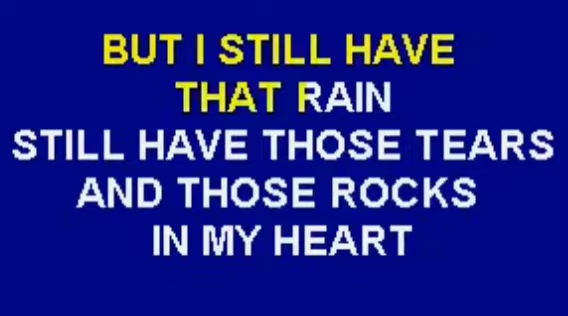 BUT I STILL HAVE
THAT RAIN
STILL HAVE THOSE TEARS
AND THOSE ROCKS
IN MY HEART